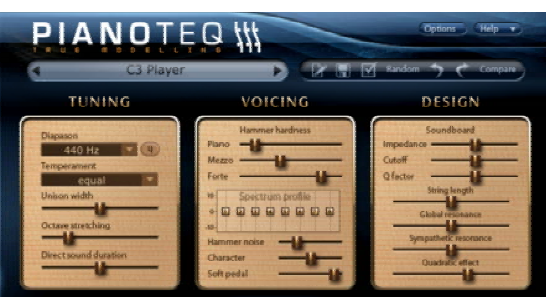 PIANOTEQ
TRUE MODELLING
Options
Help
C3 Player
Random
Compare
TUNING
VOICING
DESIGN
Diapason
440 Hz
Temperament
equal
Unison width
Octave stretching
Direct sound duration
Hammer hardness
Piano
Mezzo
Forte
Spectrum profile
Hammer noise
Character
Soft pedal
Soundboard
Impedance
Cutoff
Q factor
String length
Global resonance
Sympathetic resonance
Quadratic effect